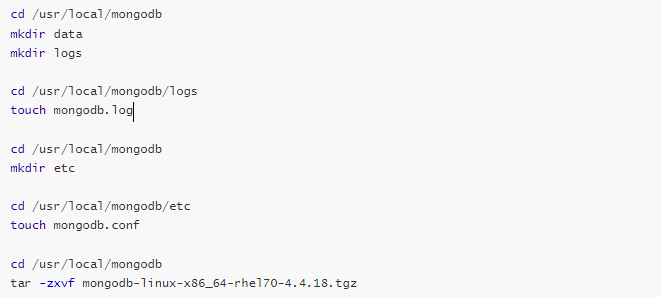 cd /usr/local/mongodb
mkdir data
mkdir logs
cd /usr/local/mongodb/logs
touch mongodb.log
cd /usr/local/mongodb
mkdir etc
cd /usr/local/mongodb/etc
touch mongodb.conf
cd /usr/local/mongodb
tar -zxvf mongodb-linux-x86_64-rhel70-4.4.18.tgz